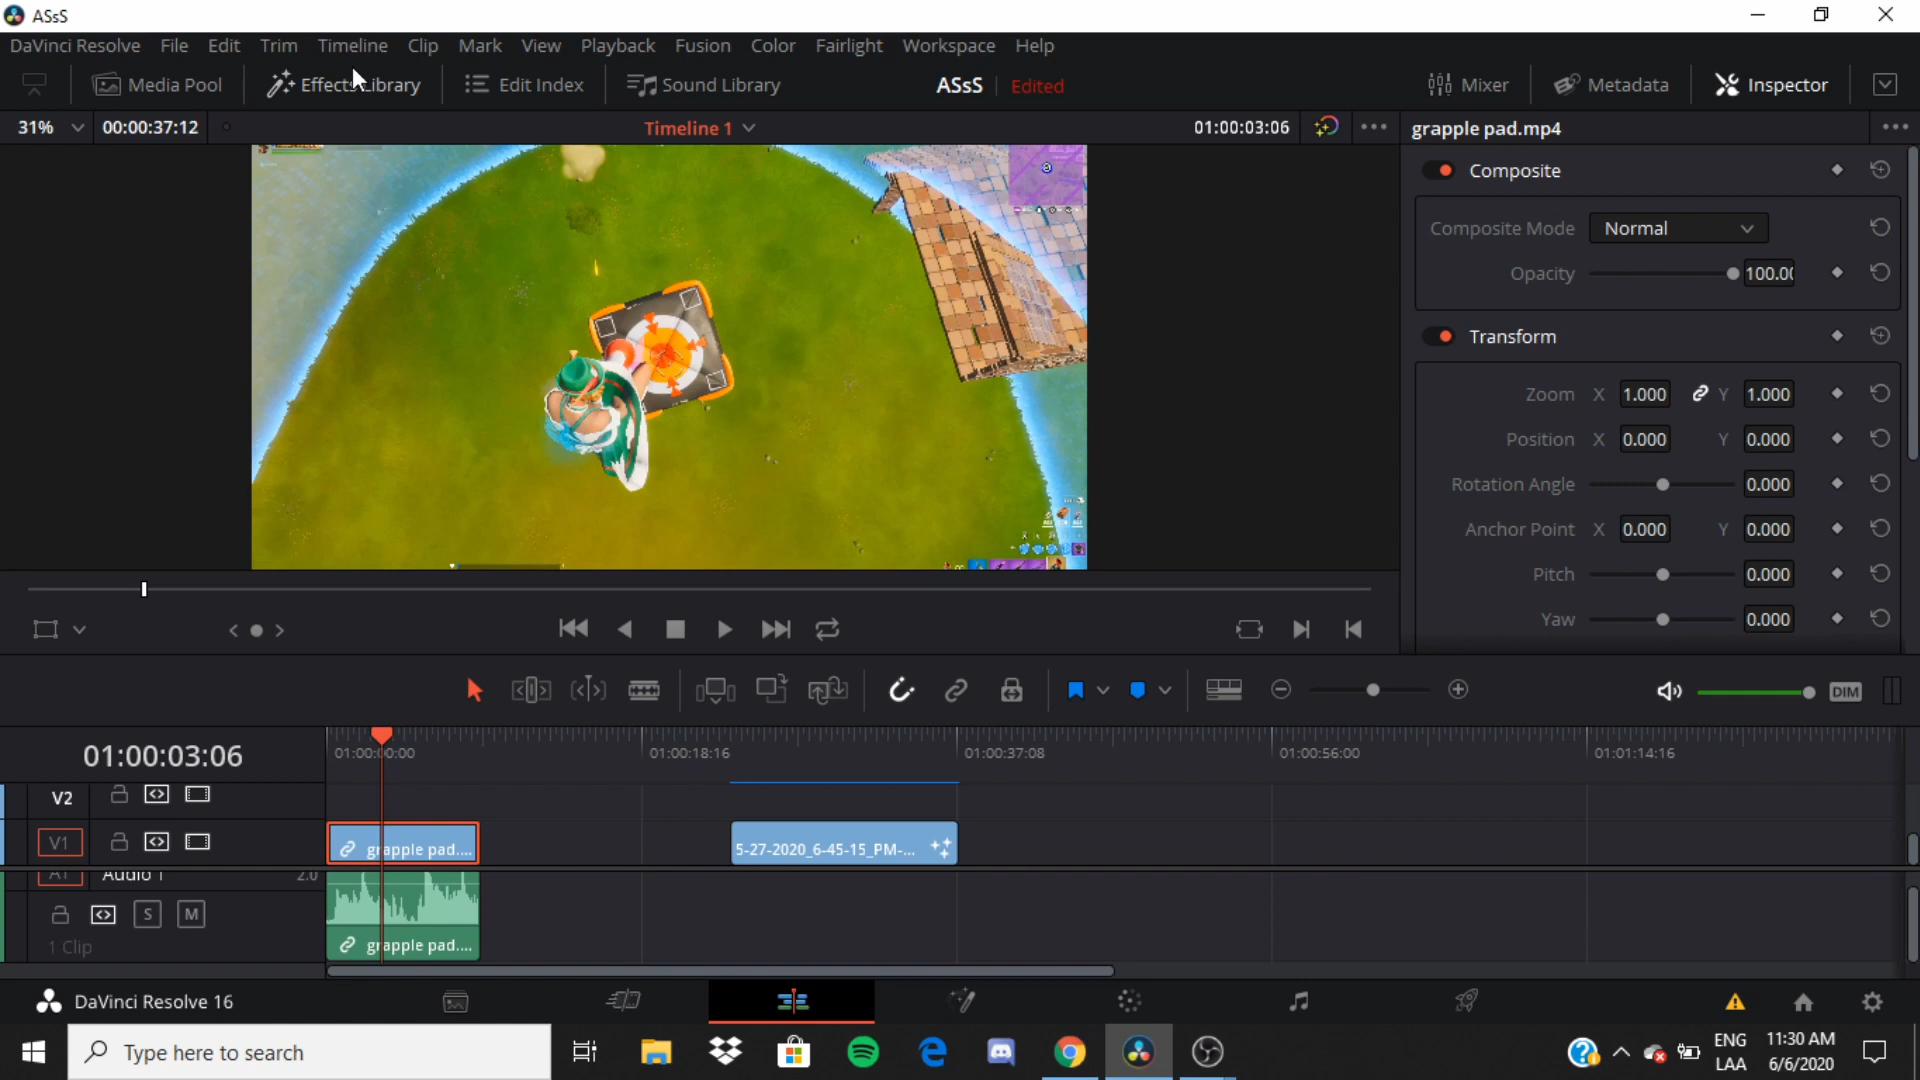 ASsS
DaVinci Resolve File Edit Trim Timeline Clip Mark View Playback Fusion Color Fairlight Workspace Help
Media Pool Effects Library Edit Index Sound Library ASsS Edited Mixer Metadata Inspector
31% 00:00:37:12 Timeline 1 01:00:03:06 grapple pad.mp4
Composite
Composite Mode Normal
Opacity 100.00
Transform
Zoom X 1.000 Y 1.000
Position X 0.000 Y 0.000
Rotation Angle 0.000
Anchor Point X 0.000 Y 0.000
Pitch 0.000
Yaw 0.000
DIM
01:00:03:06 01:00:00:00 01:00:18:16 01:00:37:08 01:00:56:00 01:01:14:16
V2
V1 grapple pad.... 5-27-2020_6-45-15_PM-...
A1 Audio 1 2.0
S M
1 Clip grapple pad....
DaVinci Resolve 16
Type here to search
ENG 11:30 AM
LAA 6/6/2020